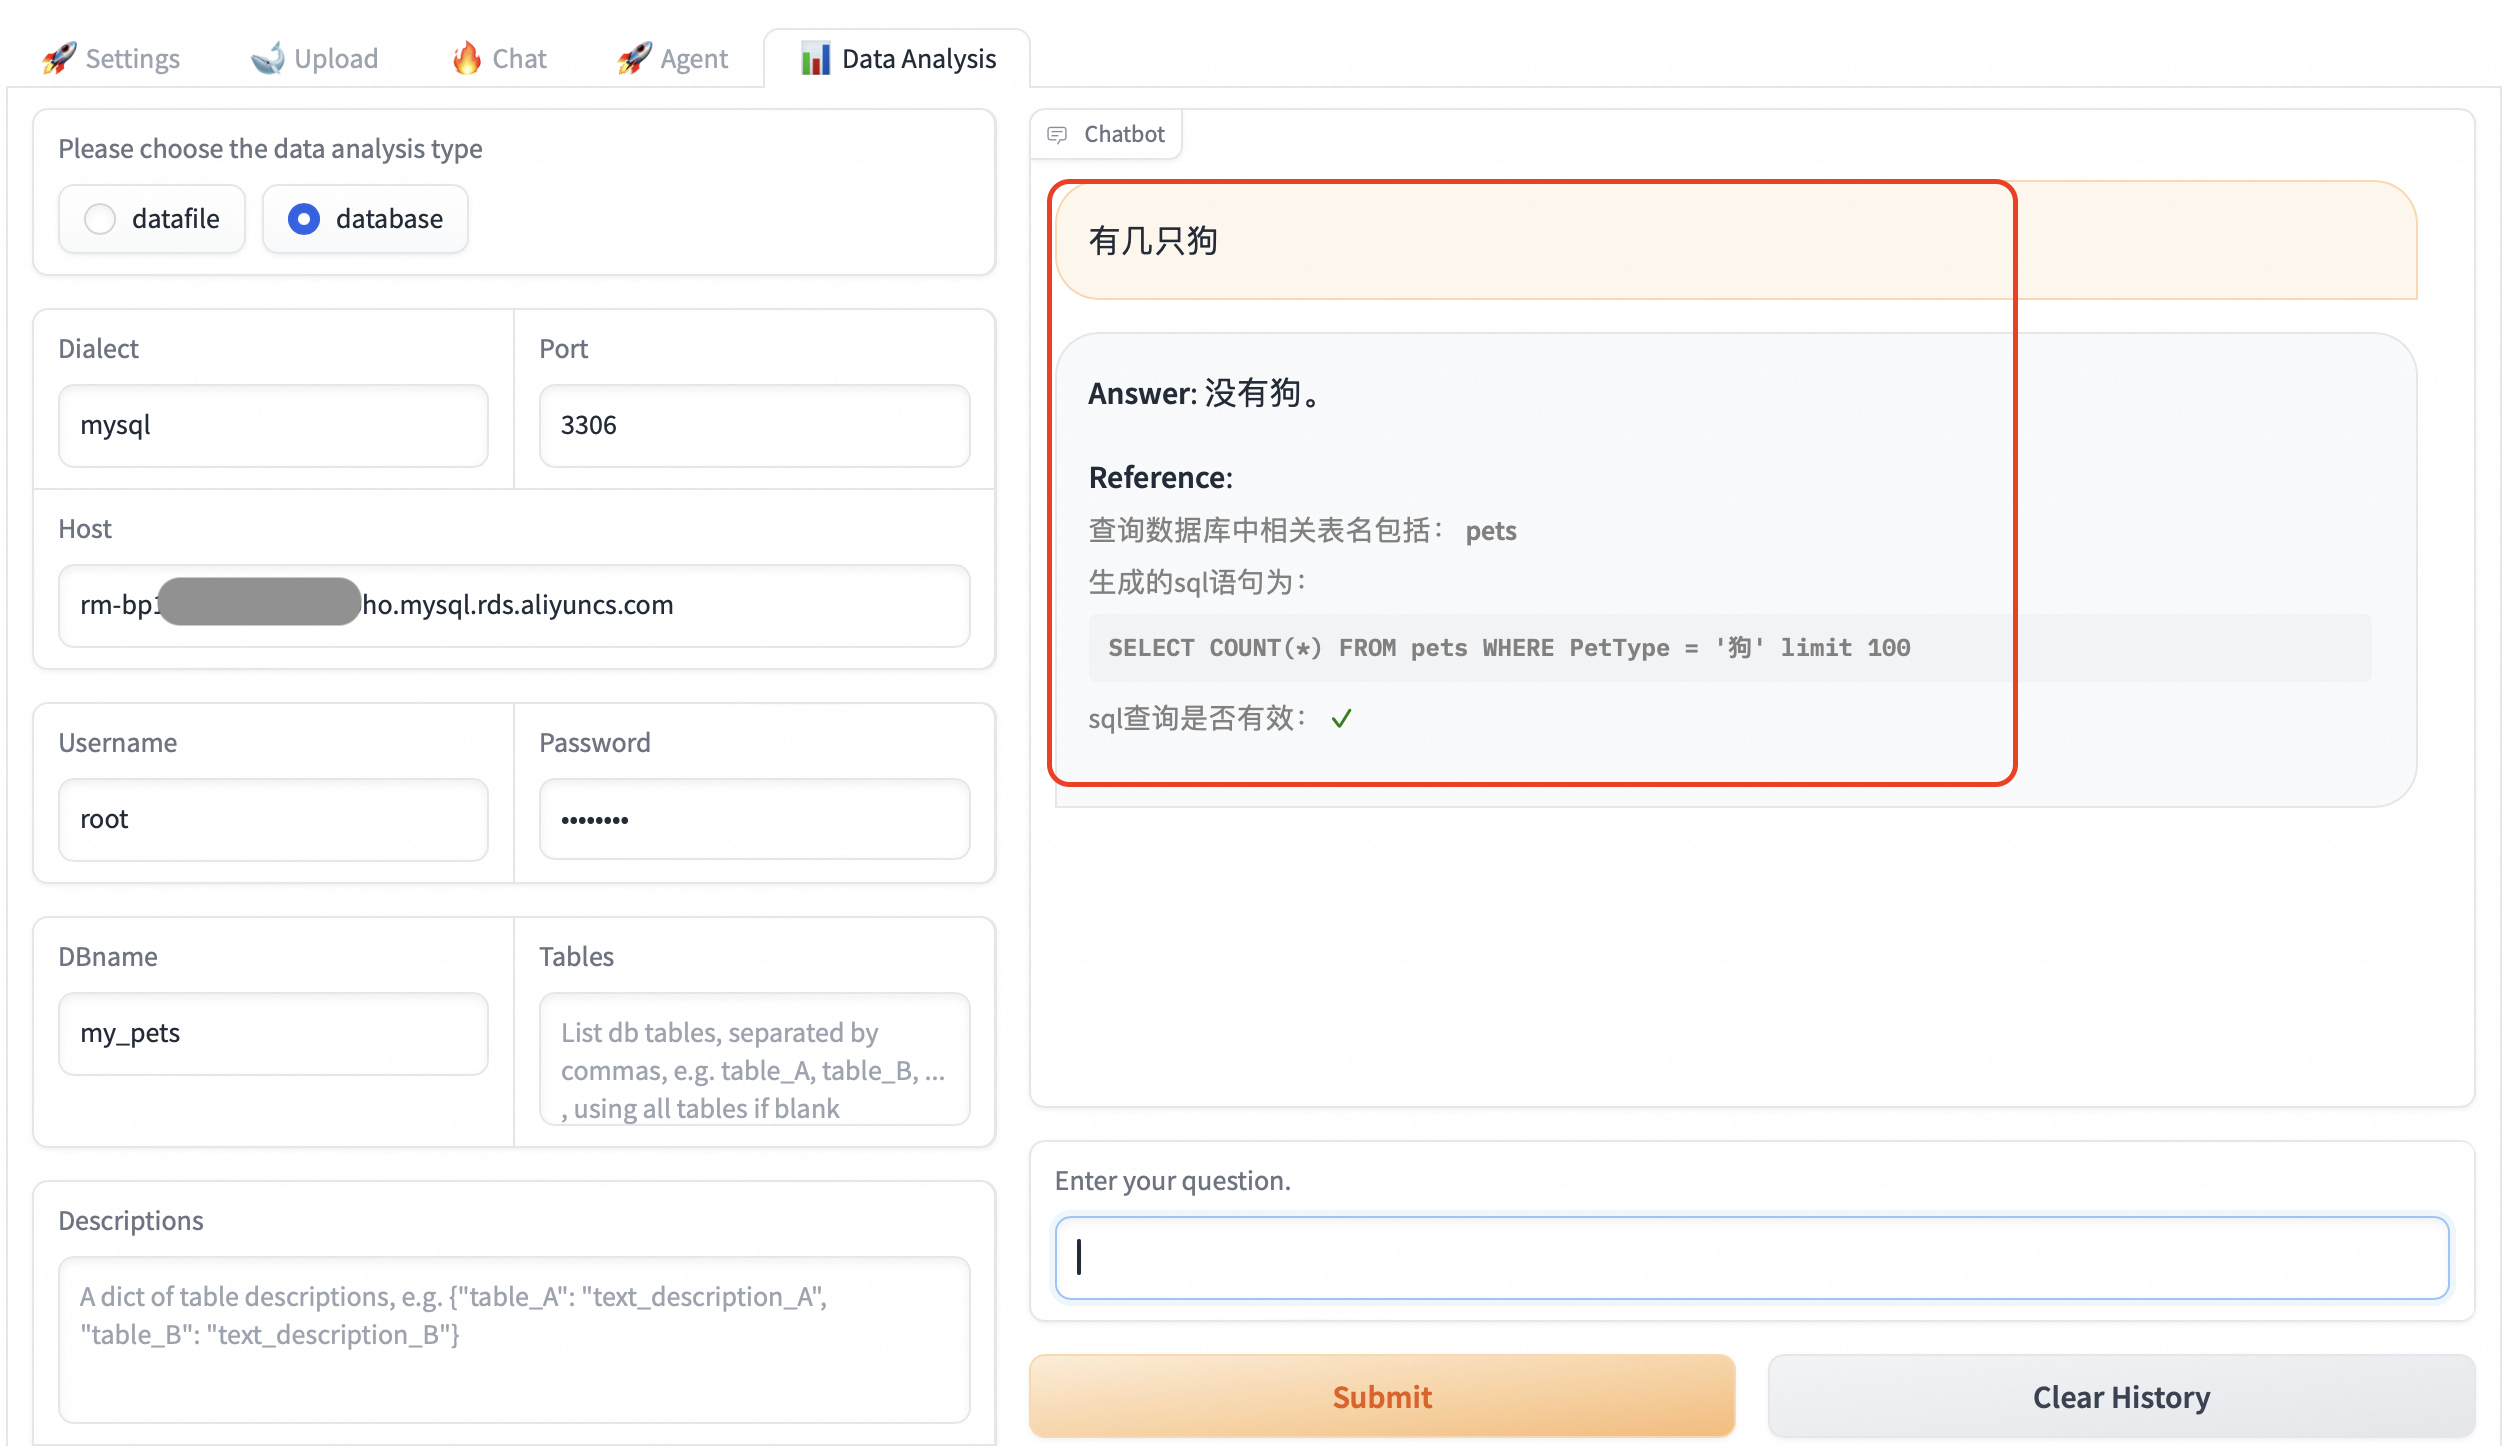 Settings
Upload
Chat
Agent
Data Analysis
Please choose the data analysis type
datafile
database
Dialect
Port
mysql
3306
Host
rm-bp ho.mysql.rds.aliyuncs.com
Username
Password
root
••••••••
DBname
Tables
my_pets
List db tables, separated by
commas, e.g. table_A, table_B, ...
, using all tables if blank
Descriptions
A dict of table descriptions, e.g. {"table_A": "text_description_A",
"table_B": "text_description_B"}
Chatbot
有几只狗
Answer: 没有狗。
Reference:
查询数据库中相关表名包括： pets
生成的sql语句为：
SELECT COUNT(*) FROM pets WHERE PetType = '狗' limit 100
sql查询是否有效： ✓
Enter your question.
Submit
Clear History